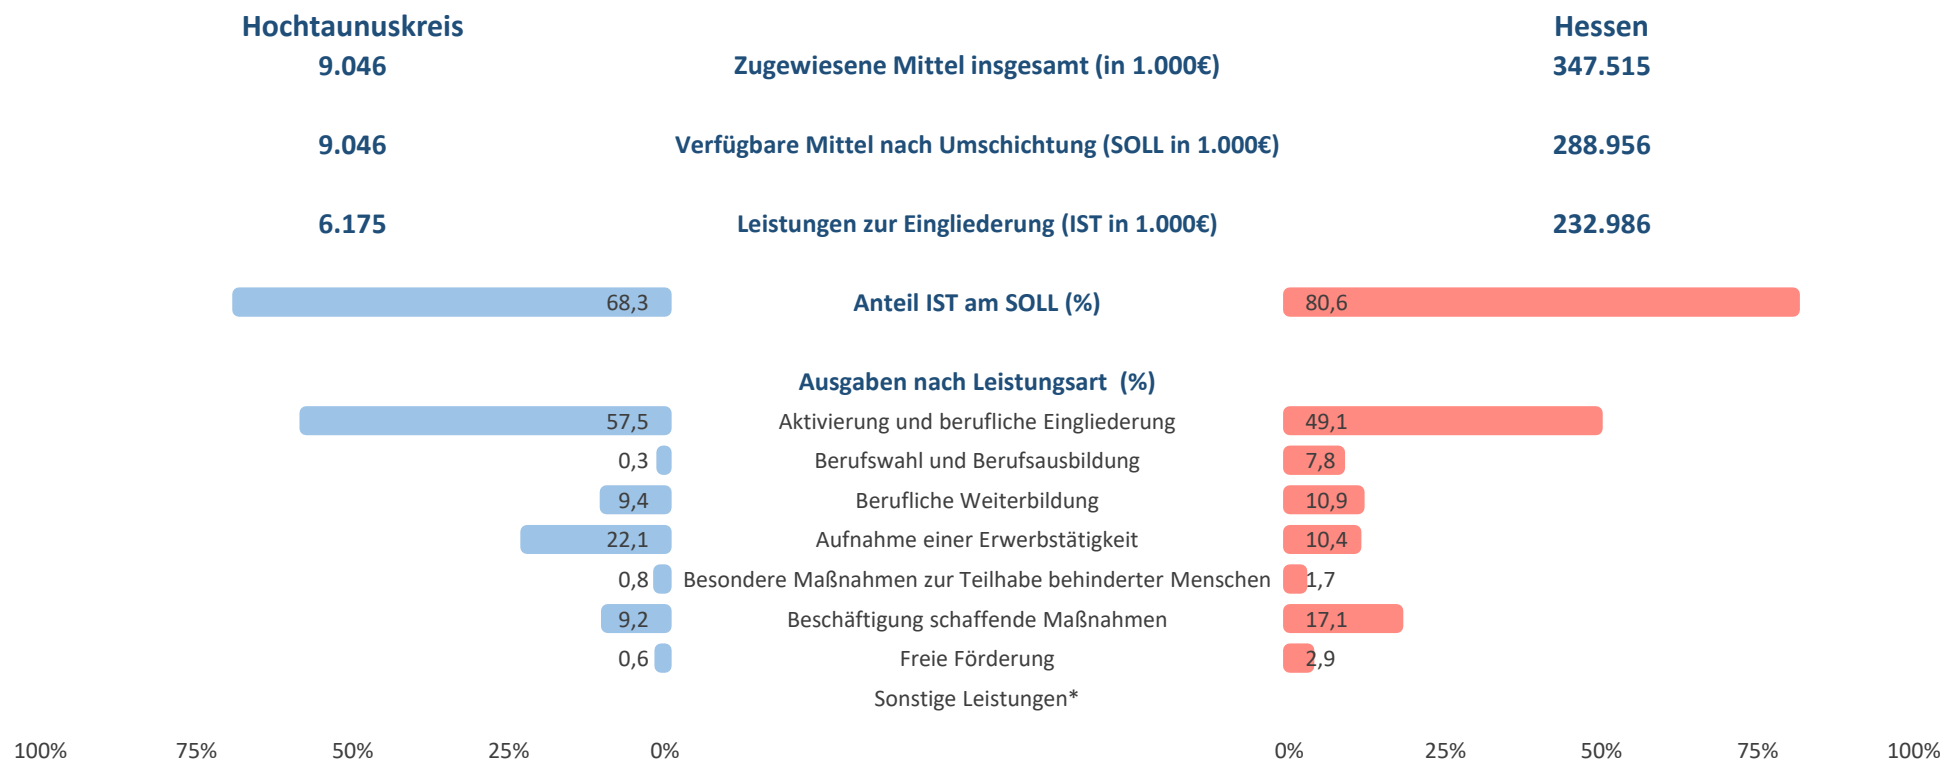 Hochtaunuskreis Hessen
9.046 Zugewiesene Mittel insgesamt (in 1.000€) 347.515
9.046 Verfügbare Mittel nach Umschichtung (SOLL in 1.000€) 288.956
6.175 Leistungen zur Eingliederung (IST in 1.000€) 232.986
68,3 Anteil IST am SOLL (%) 80,6
Ausgaben nach Leistungsart (%)
57,5 Aktivierung und berufliche Eingliederung 49,1
0,3 Berufswahl und Berufsausbildung 7,8
9,4 Berufliche Weiterbildung 10,9
22,1 Aufnahme einer Erwerbstätigkeit 10,4
0,8 Besondere Maßnahmen zur Teilhabe behinderter Menschen 1,7
9,2 Beschäftigung schaffende Maßnahmen 17,1
0,6 Freie Förderung 2,9
Sonstige Leistungen*
100% 75% 50% 25% 0% 0% 25% 50% 75% 100%